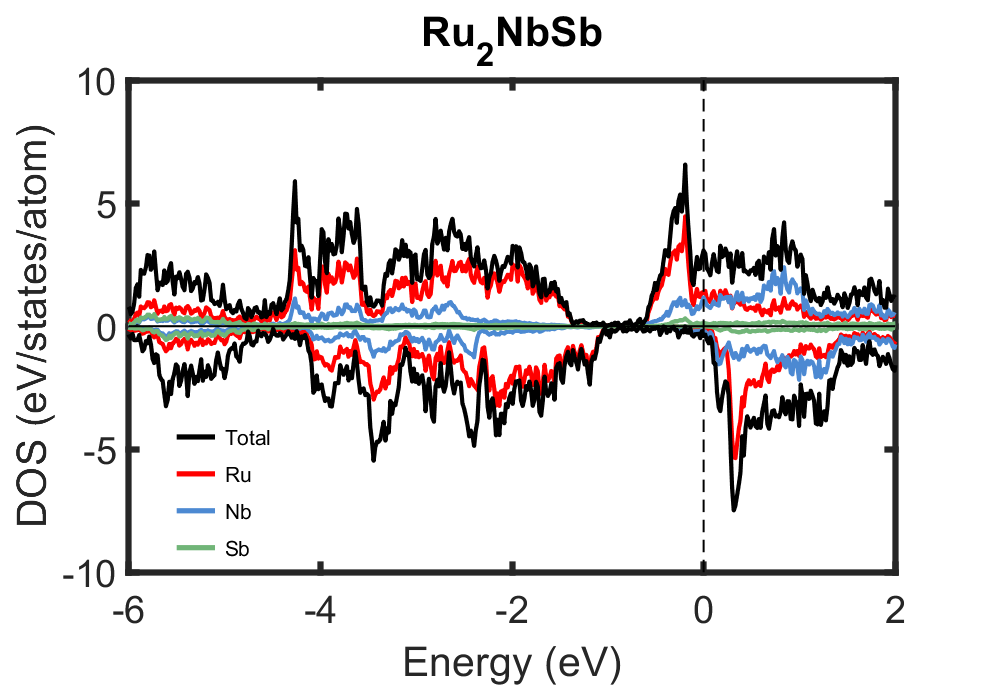 Ru2NbSb
DOS (eV/states/atom)
10
5
0
-5
-10
Total
Ru
Nb
Sb
-6 -4 -2 0 2
Energy (eV)